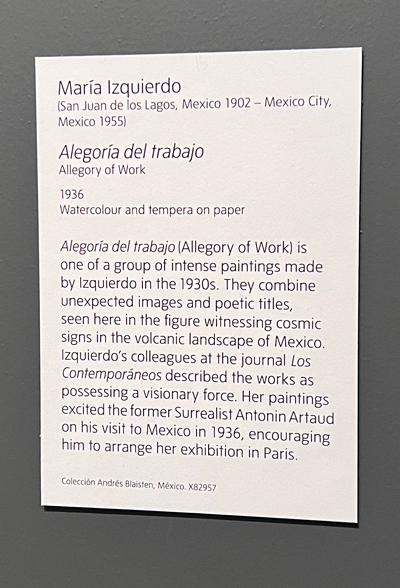 María Izquierdo
(San Juan de los Lagos, Mexico 1902 – Mexico City,
Mexico 1955)
Alegoría del trabajo
Allegory of Work
1936
Watercolour and tempera on paper
Alegoría del trabajo (Allegory of Work) is
one of a group of intense paintings made
by Izquierdo in the 1930s. They combine
unexpected images and poetic titles,
seen here in the figure witnessing cosmic
signs in the volcanic landscape of Mexico.
Izquierdo's colleagues at the journal Los
Contemporáneos described the works as
possessing a visionary force. Her paintings
excited the former Surrealist Antonin Artaud
on his visit to Mexico in 1936, encouraging
him to arrange her exhibition in Paris.
Colección Andrés Blaisten, México. X82957